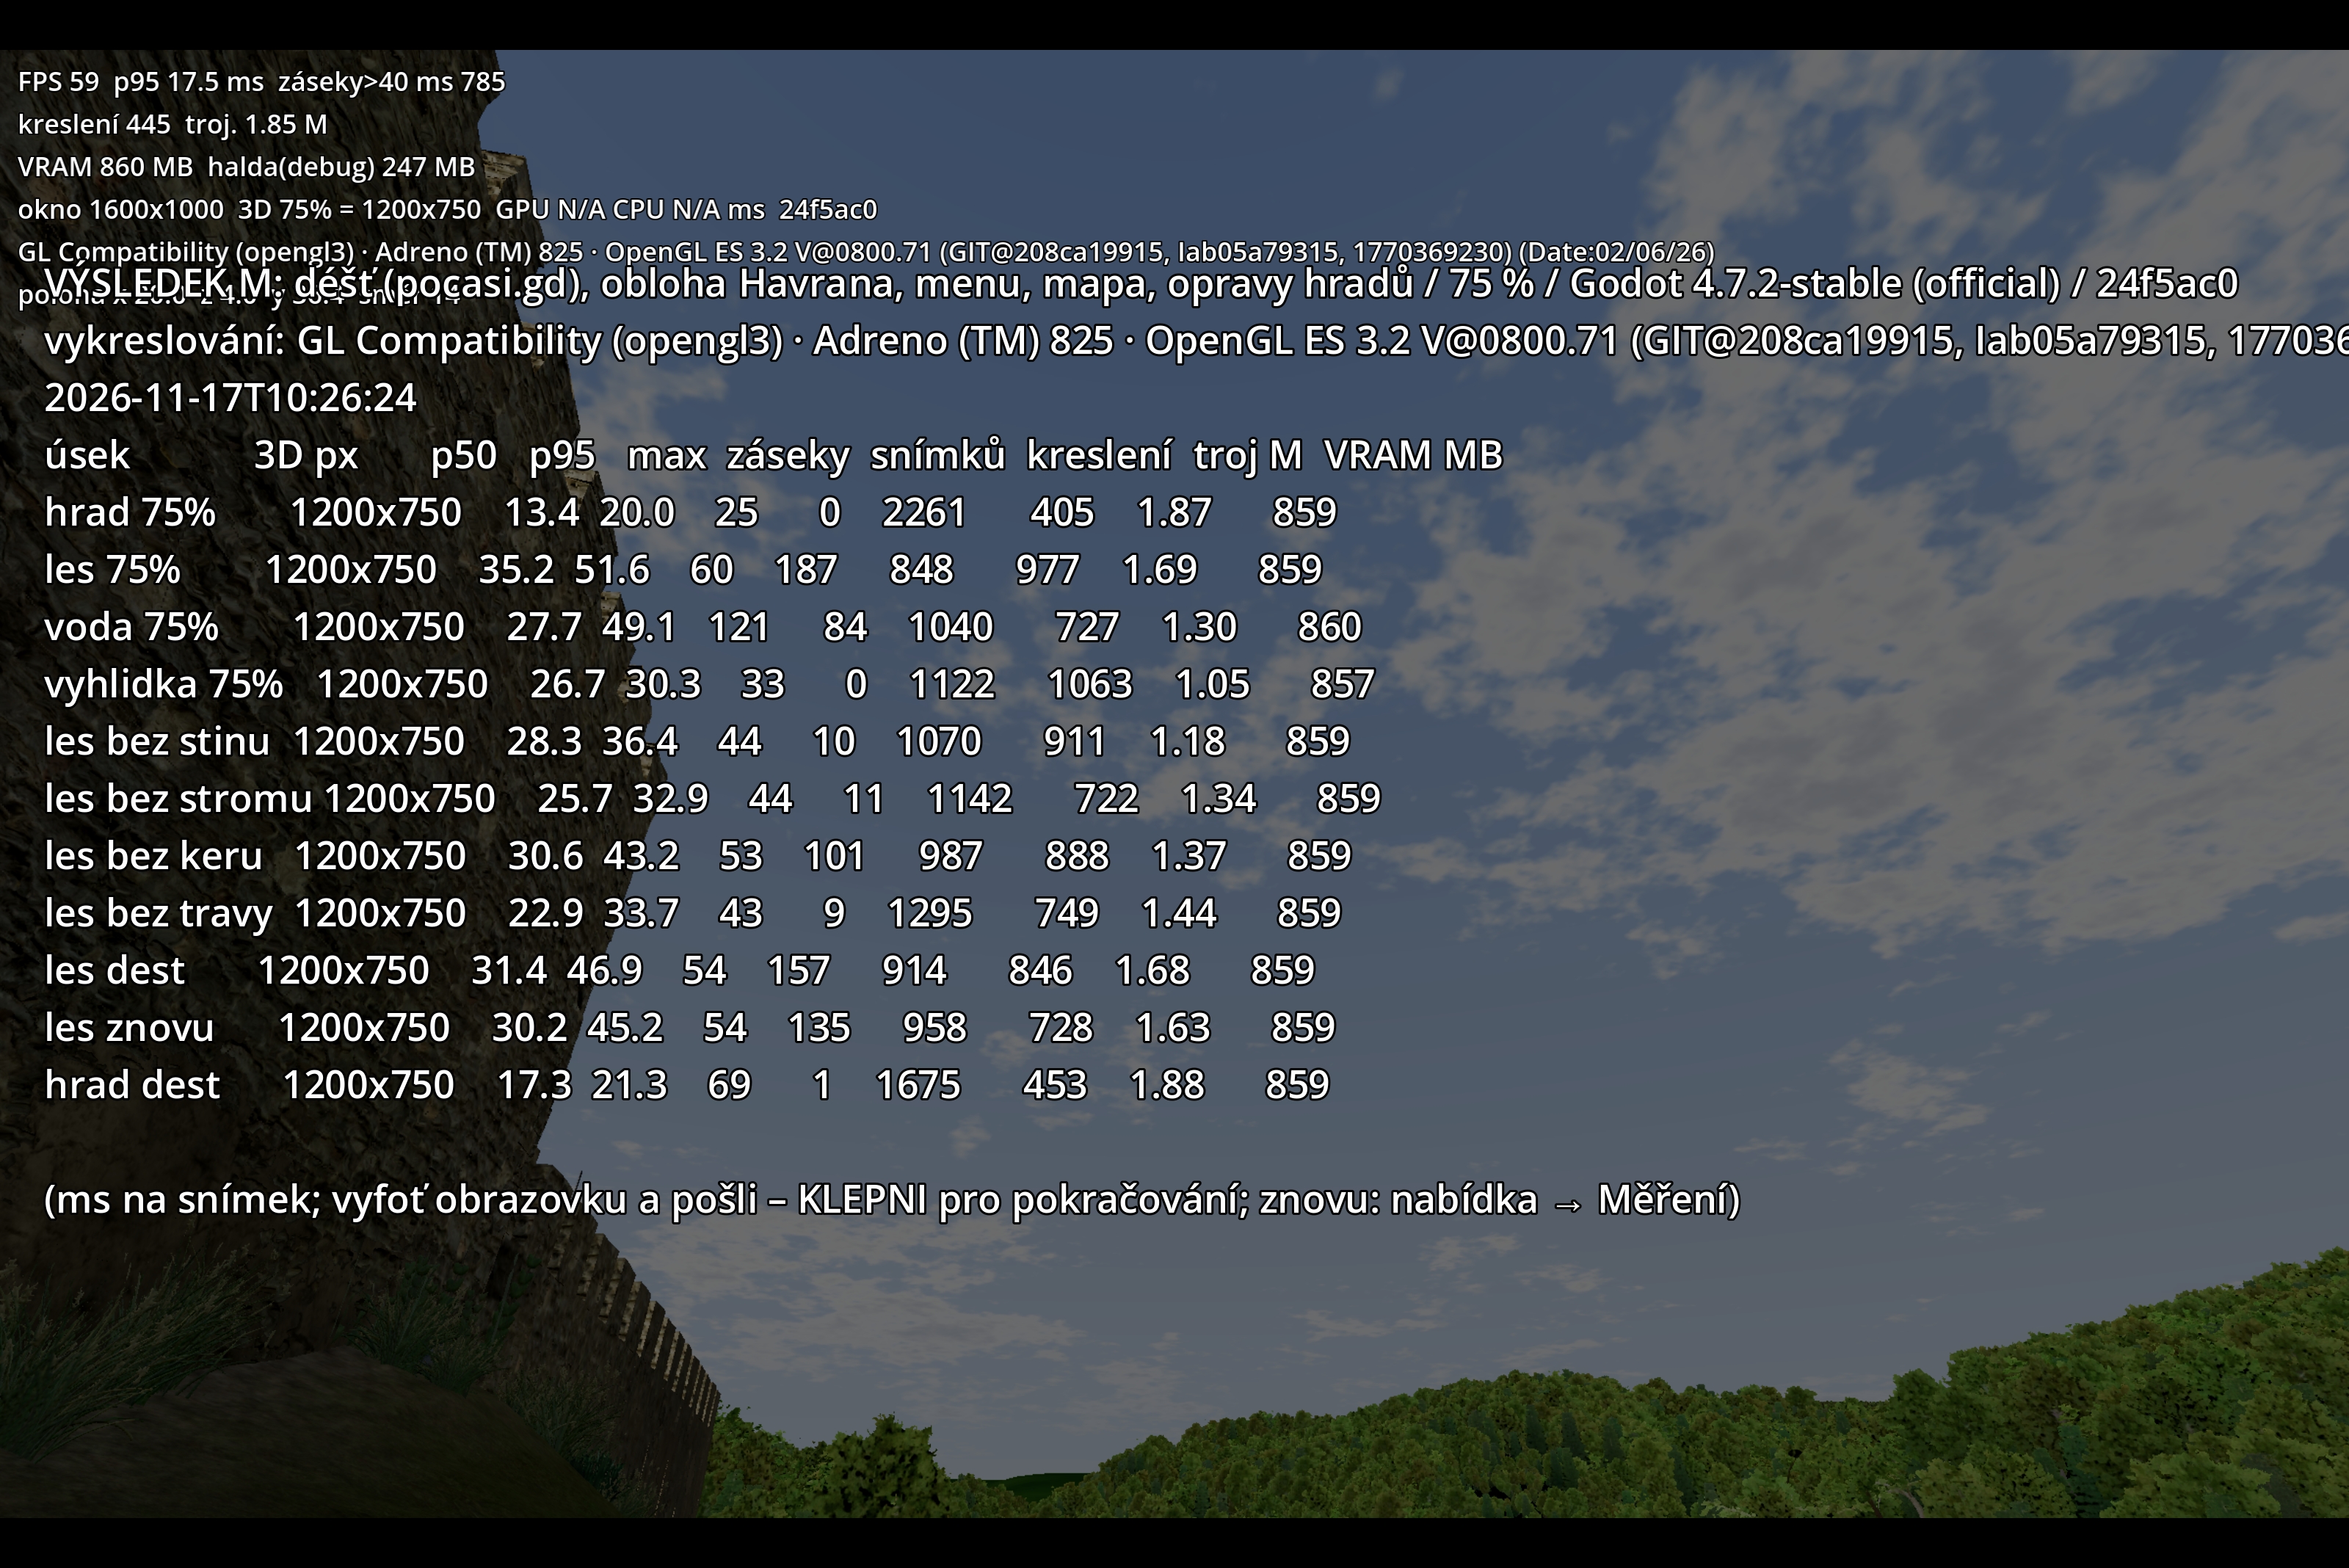 FPS 59  p95 17.5 ms  záseky>40 ms 785
kreslení 445  troj. 1.85 M
VRAM 860 MB  halda(debug) 247 MB
okno 1600x1000  3D 75% = 1200x750  GPU N/A CPU N/A ms  24f5ac0
GL Compatibility (opengl3) · Adreno (TM) 825 · OpenGL ES 3.2 V@0800.71 (GIT@208ca19915, Iab05a79315, 1770369230) (Date:02/06/26)
poloha x
VÝSLEDEK M: déšť (pocasi.gd), obloha Havrana, menu, mapa, opravy hradů / 75 % / Godot 4.7.2-stable (official) / 24f5ac0
vykreslování: GL Compatibility (opengl3) · Adreno (TM) 825 · OpenGL ES 3.2 V@0800.71 (GIT@208ca19915, Iab05a79315, 177036
2026-11-17T10:26:24
úsek 3D px p50 p95 max záseky snímků kreslení troj M VRAM MB
hrad 75% 1200x750 13.4 20.0 25 0 2261 405 1.87 859
les 75% 1200x750 35.2 51.6 60 187 848 977 1.69 859
voda 75% 1200x750 27.7 49.1 121 84 1040 727 1.30 860
vyhlidka 75% 1200x750 26.7 30.3 33 0 1122 1063 1.05 857
les bez stinu 1200x750 28.3 36.4 44 10 1070 911 1.18 859
les bez stromu 1200x750 25.7 32.9 44 11 1142 722 1.34 859
les bez keru 1200x750 30.6 43.2 53 101 987 888 1.37 859
les bez travy 1200x750 22.9 33.7 43 9 1295 749 1.44 859
les dest 1200x750 31.4 46.9 54 157 914 846 1.68 859
les znovu 1200x750 30.2 45.2 54 135 958 728 1.63 859
hrad dest 1200x750 17.3 21.3 69 1 1675 453 1.88 859
(ms na snímek; vyfoť obrazovku a pošli – KLEPNI pro pokračování; znovu: nabídka → Měření)